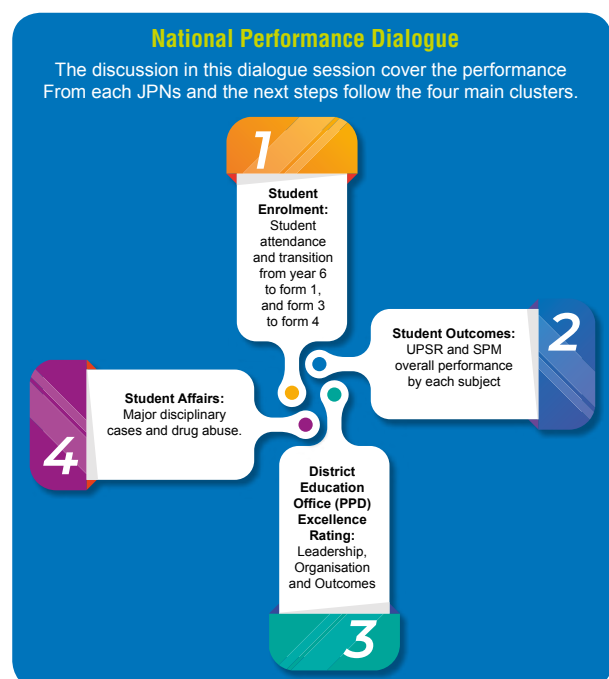 National Performance Dialogue
The discussion in this dialogue session cover the performance
From each JPNs and the next steps follow the four main clusters.
1
Student
Enrolment:
Student
attendance
and transition
from year 6
to form 1,
and form 3
to form 4
2
Student Outcomes:
UPSR and SPM
overall performance
by each subject
3
District
Education
Office (PPD)
Excellence
Rating:
Leadership,
Organisation
and Outcomes
4
Student Affairs:
Major disciplinary
cases and drug abuse.